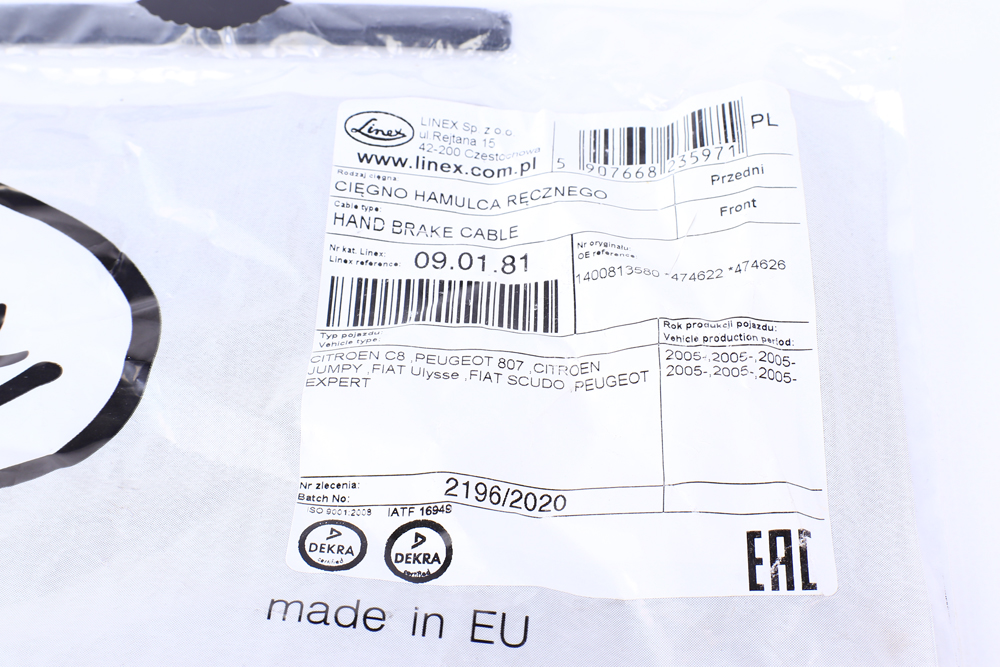 Linex
LINEX Sp. z o.o.
ul.Rejtana 15
42-200 Czestochowa
www.linex.com.pl
5 907668 235971
PL
Rodzaj cięgna:
CIĘGNO HAMULCA RĘCZNEGO
Przedni
Cable type:
HAND BRAKE CABLE
Front
Nr kat. Linex:
Linex reference:
09.01.81
Nr oryginału:
OE reference:
1400813580 *474622 *474626
Typ pojazdu:
Vehicle type:
Rok produkcji pojazdu:
Vehicle production period:
CITROEN C8 ,PEUGEOT 807 ,CITROEN
JUMPY ,FIAT Ulysse ,FIAT SCUDO ,PEUGEOT
EXPERT
2005-,2005-,2005-
2005-,2005-,2005-
Nr zlecenia:
Batch No:
2196/2020
ISO 9001:2008
IATF 16949
DEKRA
certified
DEKRA
certified
EAC
made in EU